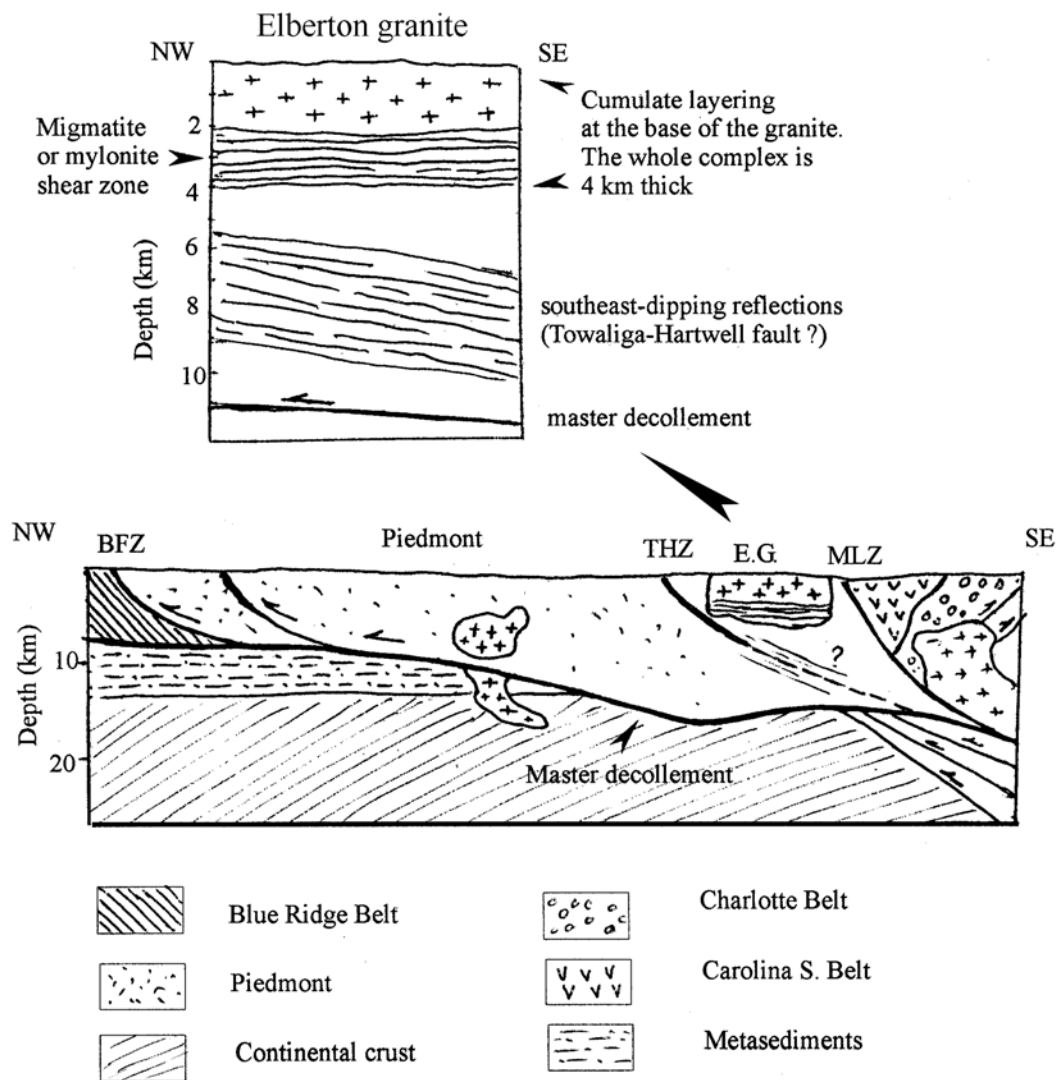 Elberton granite
NW
SE
Cumulate layering
at the base of the granite.
The whole complex is
4 km thick
Migmatite
or mylonite
shear zone
2
4
6
8
10
Depth (km)
southeast-dipping reflections
(Towaliga-Hartwell fault ?)
master decollement
NW
BFZ
Piedmont
THZ
E.G.
MLZ
SE
?
10
20
Depth (km)
Master decollement
Blue Ridge Belt
Charlotte Belt
Piedmont
Carolina S. Belt
Continental crust
Metasediments